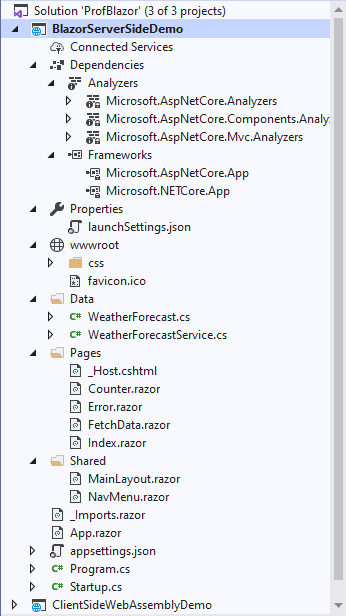 Solution 'ProfBlazor' (3 of 3 projects)
BlazorServerSideDemo
Connected Services
Dependencies
Analyzers
Microsoft.AspNetCore.Analyzers
Microsoft.AspNetCore.Components.Analy
Microsoft.AspNetCore.Mvc.Analyzers
Frameworks
Microsoft.AspNetCore.App
Microsoft.NETCore.App
Properties
launchSettings.json
wwwroot
css
favicon.ico
Data
C# WeatherForecast.cs
C# WeatherForecastService.cs
Pages
_Host.cshtml
Counter.razor
Error.razor
FetchData.razor
Index.razor
Shared
MainLayout.razor
NavMenu.razor
_Imports.razor
App.razor
appsettings.json
C# Program.cs
C# Startup.cs
ClientSideWebAssemblyDemo